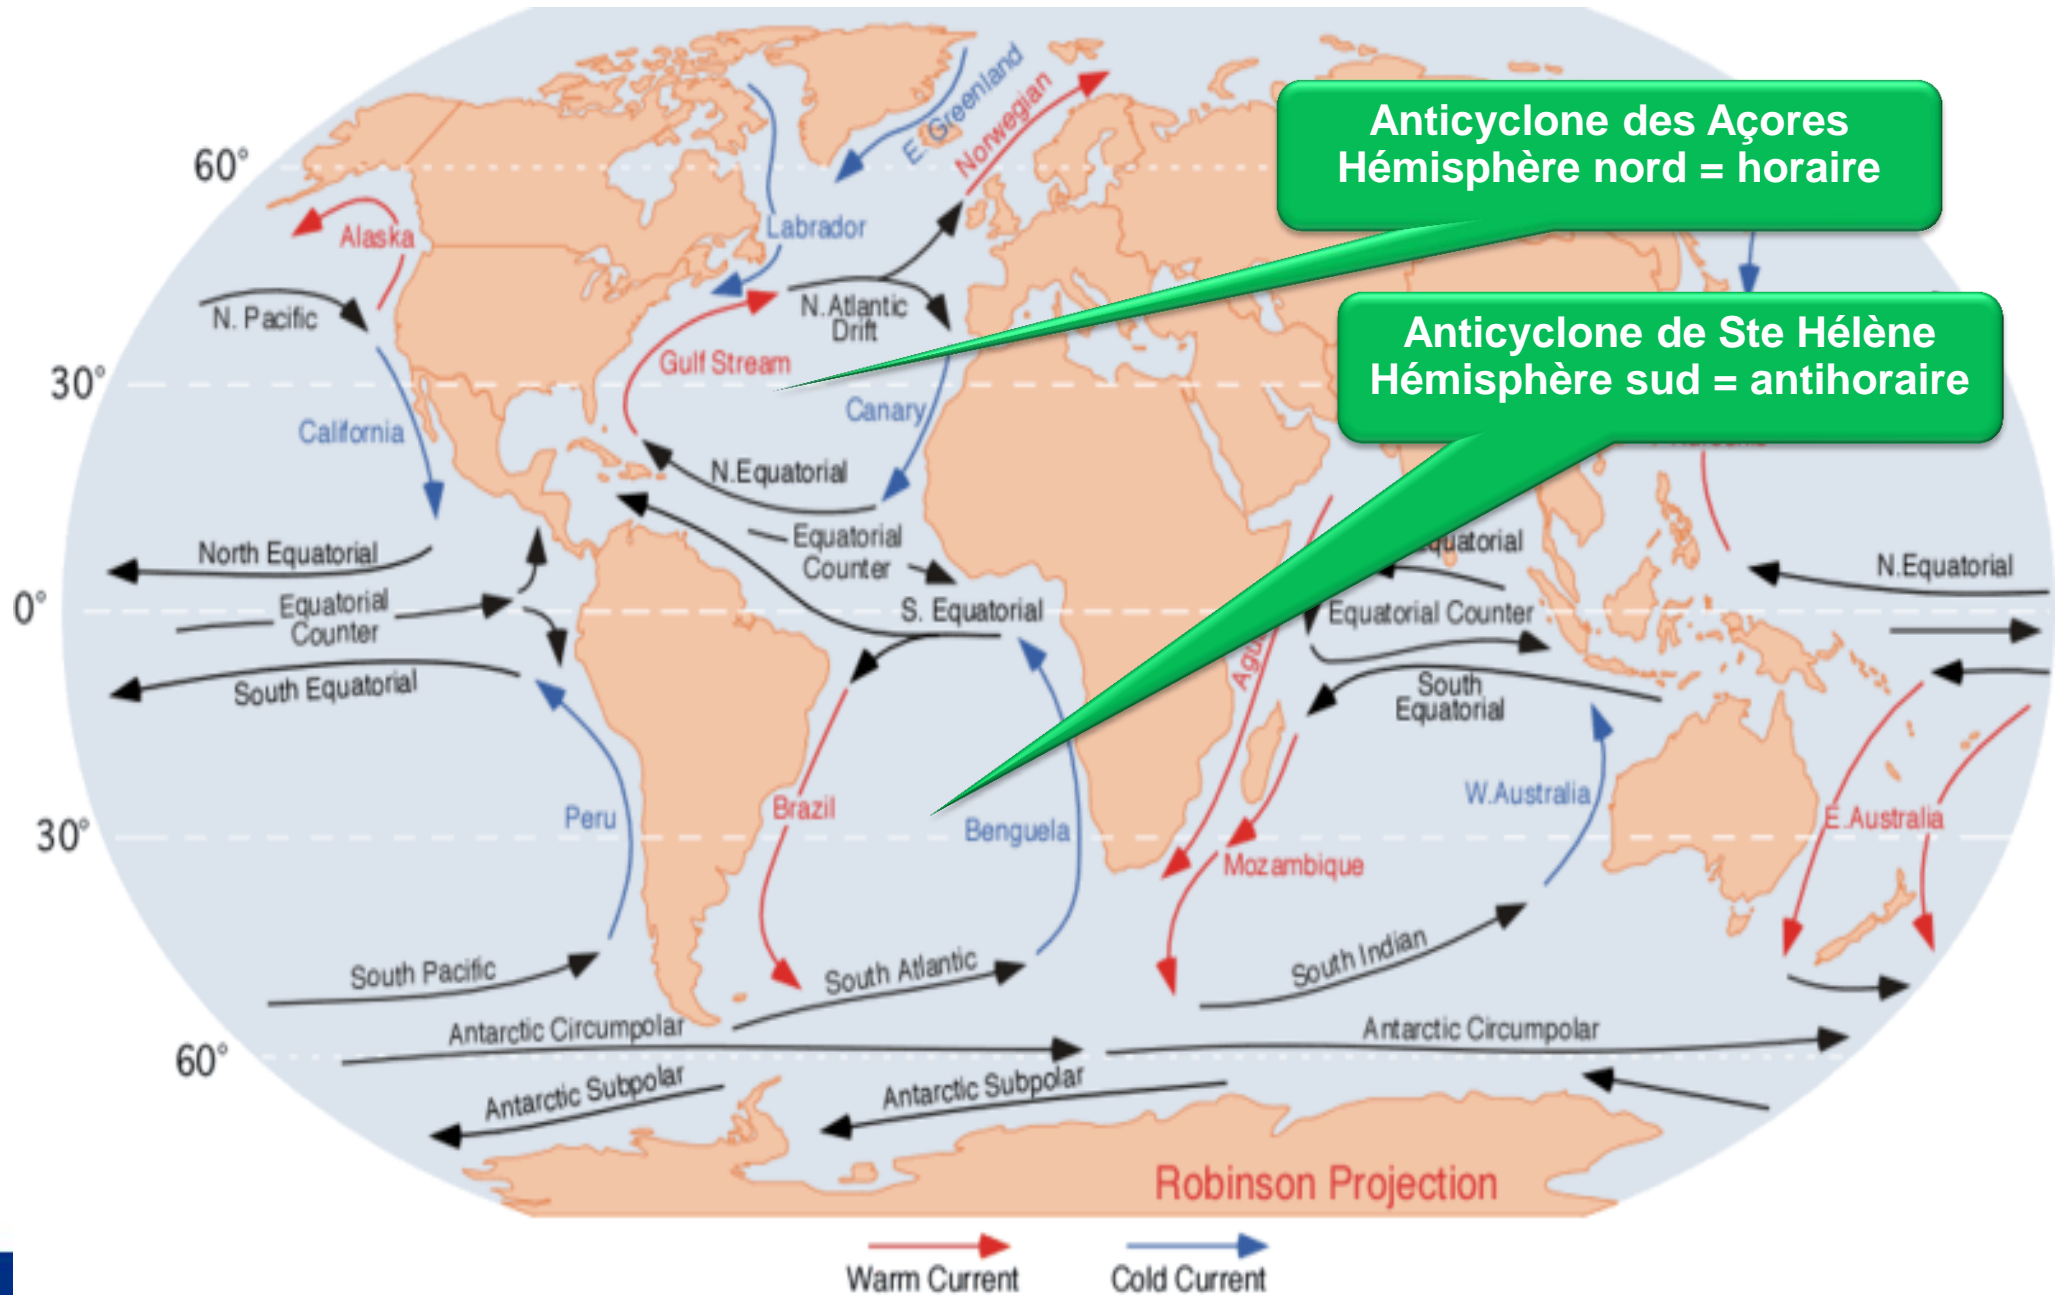 Anticyclone des Açores
Hémisphère nord = horaire
Anticyclone de Ste Hélène
Hémisphère sud = antihoraire
E. Greenland
Norwegian
60°
Labrador
Alaska
N. Pacific
N.Atlantic
Drift
Gulf Stream
30°
Canary
California
N.Equatorial
North Equatorial
Equatorial
Counter
N.Equatorial
0°
Equatorial
Counter
S. Equatorial
Equatorial Counter
South Equatorial
South
Equatorial
Peru
Brazil
Benguela
W.Australia
E.Australia
30°
Mozambique
South Pacific
South Atlantic
South Indian
Antarctic Circumpolar
Antarctic Circumpolar
60°
Antarctic Subpolar
Antarctic Subpolar
Robinson Projection
Warm Current
Cold Current